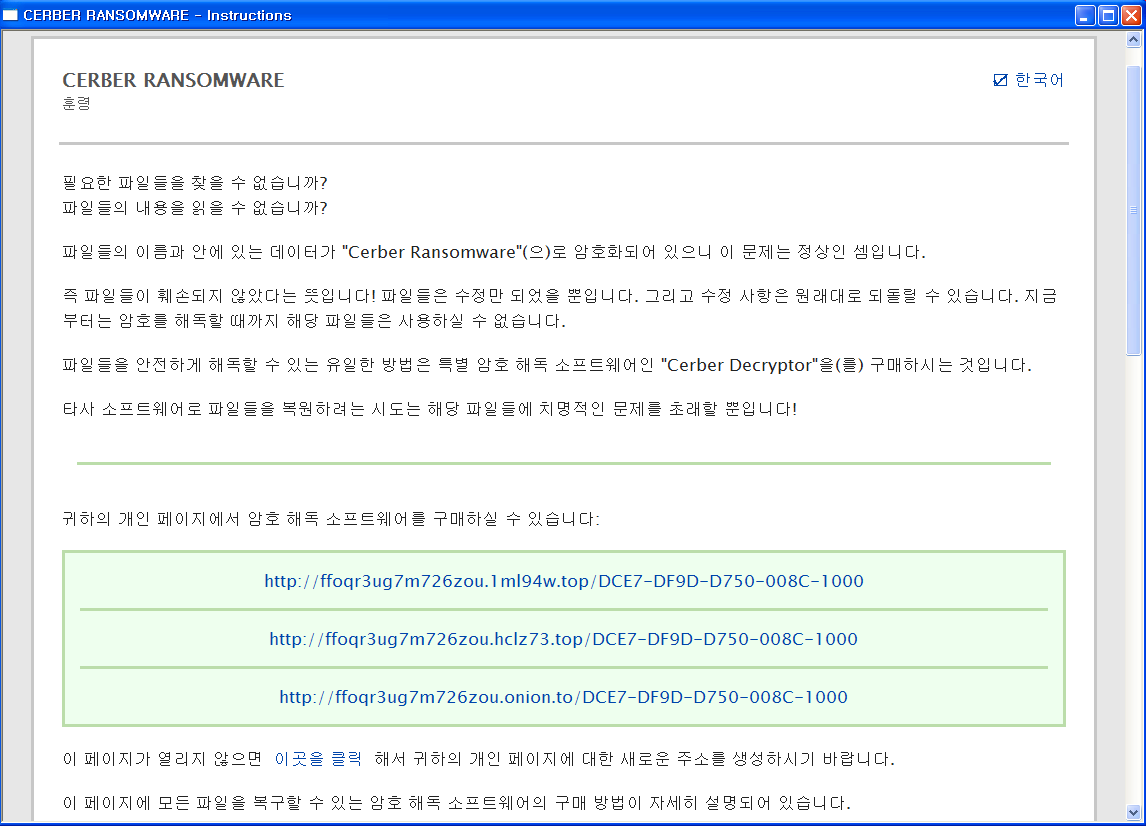 CERBER RANSOMWARE - Instructions
CERBER RANSOMWARE
한국어
훈령
필요한 파일들을 찾을 수 없습니까?
파일들의 내용을 읽을 수 없습니까?
파일들의 이름과 안에 있는 데이터가 "Cerber Ransomware"(으)로 암호화되어 있으니 이 문제는 정상인 셈입니다.
즉 파일들이 훼손되지 않았다는 뜻입니다! 파일들은 수정만 되었을 뿐입니다. 그리고 수정 사항은 원래대로 되돌릴 수 있습니다. 지금
부터는 암호를 해독할 때까지 해당 파일들은 사용하실 수 없습니다.
파일들을 안전하게 해독할 수 있는 유일한 방법은 특별 암호 해독 소프트웨어인 "Cerber Decryptor"을(를) 구매하시는 것입니다.
타사 소프트웨어로 파일들을 복원하려는 시도는 해당 파일들에 치명적인 문제를 초래할 뿐입니다!
귀하의 개인 페이지에서 암호 해독 소프트웨어를 구매하실 수 있습니다:
http://ffoqr3ug7m726zou.1ml94w.top/DCE7-DF9D-D750-008C-1000
http://ffoqr3ug7m726zou.hclz73.top/DCE7-DF9D-D750-008C-1000
http://ffoqr3ug7m726zou.onion.to/DCE7-DF9D-D750-008C-1000
이 페이지가 열리지 않으면 이곳을 클릭 해서 귀하의 개인 페이지에 대한 새로운 주소를 생성하시기 바랍니다.
이 페이지에 모든 파일을 복구할 수 있는 암호 해독 소프트웨어의 구매 방법이 자세히 설명되어 있습니다.